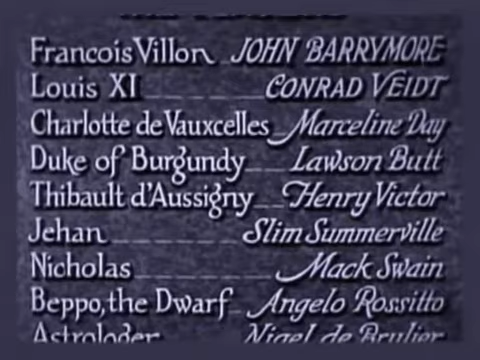 Francois Villon JOHN BARRYMORE
Louis XI CONRAD VEIDT
Charlotte de Vauxcelles Marceline Day
Duke of Burgundy Lawson Butt
Thibault d'Aussigny Henry Victor
Jehan Slim Summerville
Nicholas Mack Swain
Beppo, the Dwarf Angelo Rossitto
Astrologer Nigel de Brulier